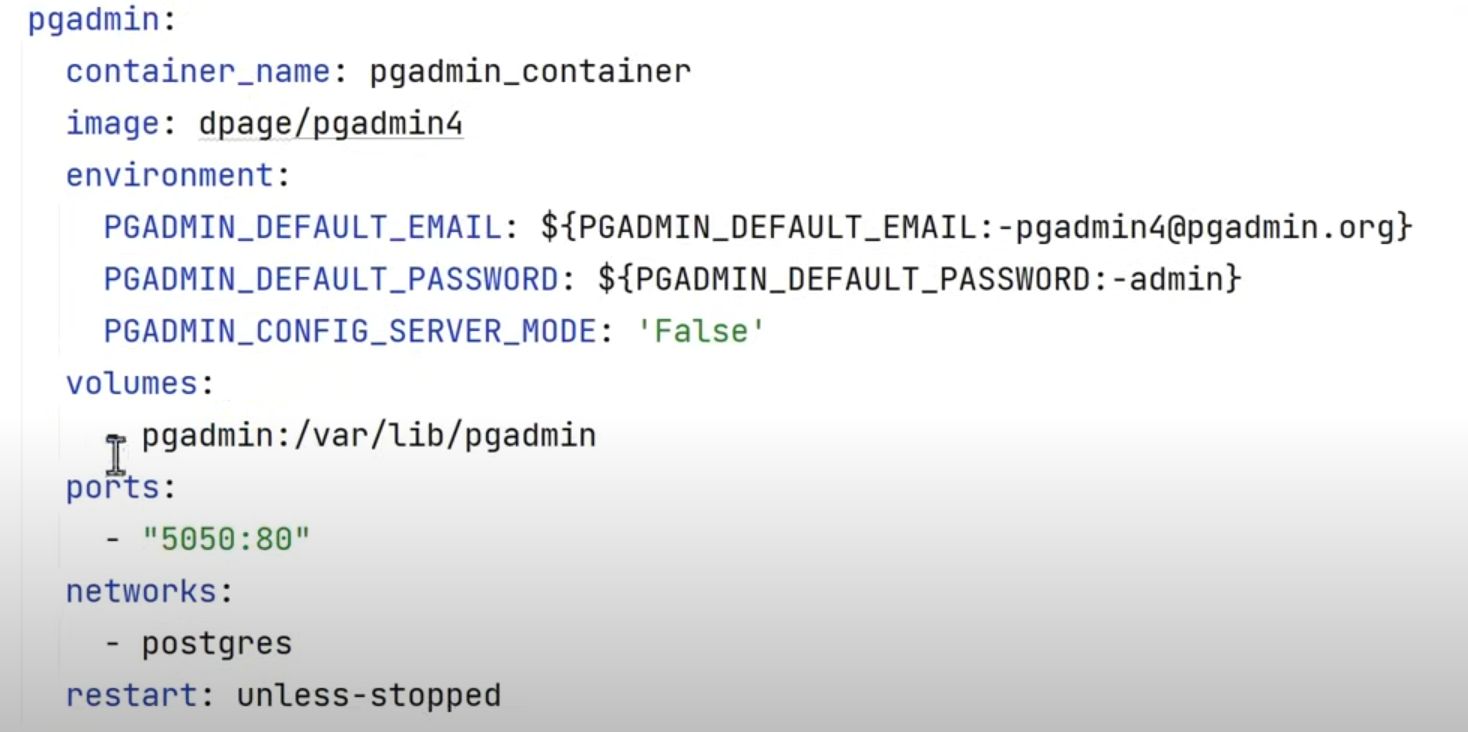 pgadmin:
container_name: pgadmin_container
image: dpage/pgadmin4
environment:
PGADMIN_DEFAULT_EMAIL: ${PGADMIN_DEFAULT_EMAIL:-pgadmin4@pgadmin.org}
PGADMIN_DEFAULT_PASSWORD: ${PGADMIN_DEFAULT_PASSWORD:-admin}
PGADMIN_CONFIG_SERVER_MODE: 'False'
volumes:
- pgadmin:/var/lib/pgadmin
ports:
- "5050:80"
networks:
- postgres
restart: unless-stopped